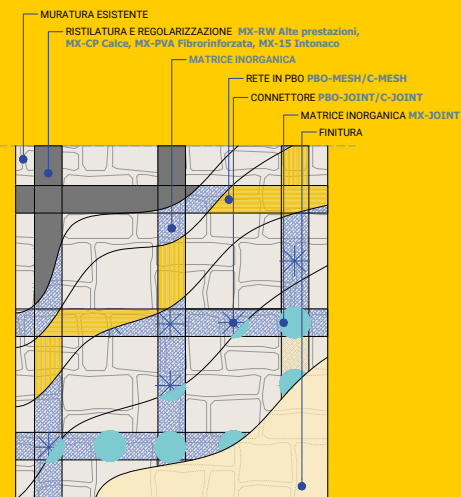 MURATURA ESISTENTE
RISTILATURA E REGOLARIZZAZIONE MX-RW Alte prestazioni,
MX-CP Calce, MX-PVA Fibrorinforzata, MX-15 Intonaco
MATRICE INORGANICA
RETE IN PBO PBO-MESH/C-MESH
CONNETTORE PBO-JOINT/C-JOINT
MATRICE INORGANICA MX-JOINT
FINITURA